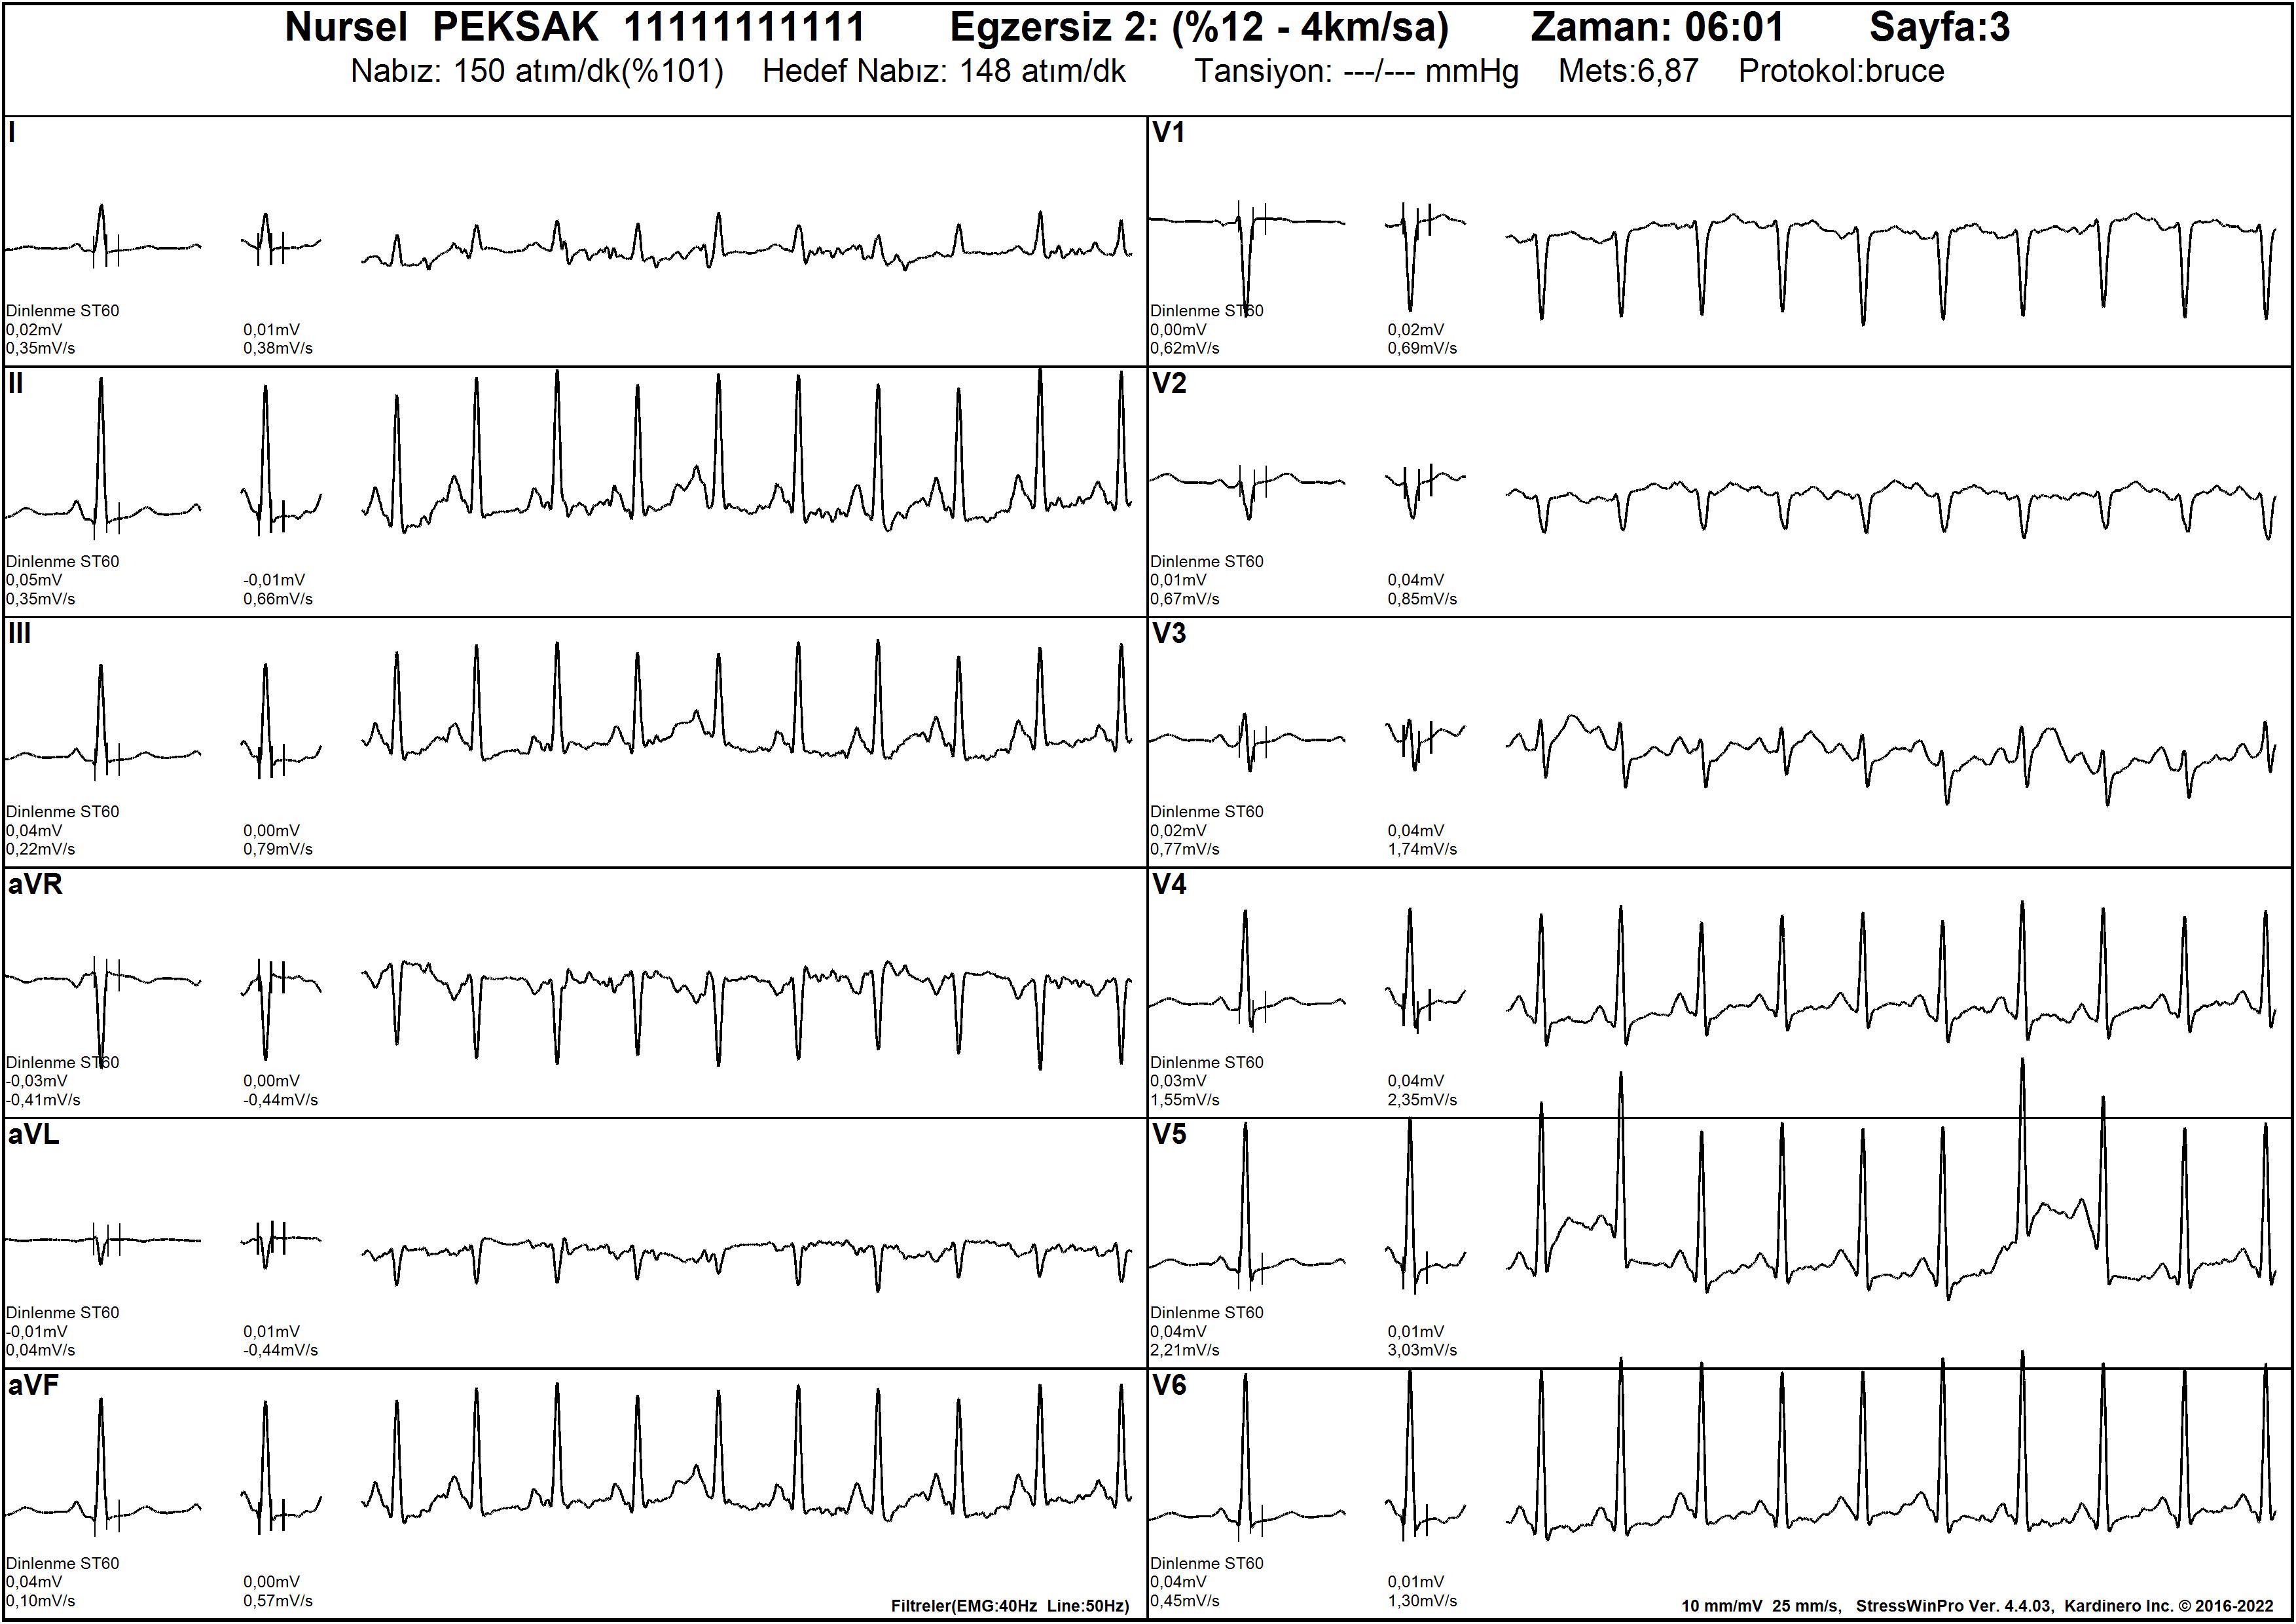 Nursel PEKSAK 11111111111 Egzersiz 2: (%12 - 4km/sa) Zaman: 06:01 Sayfa:3
Nabız: 150 atım/dk(%101) Hedef Nabız: 148 atım/dk Tansiyon: ---/--- mmHg Mets:6,87 Protokol:bruce
I
Dinlenme ST60
0,02mV 0,01mV
0,35mV/s 0,38mV/s
II
Dinlenme ST60
0,05mV -0,01mV
0,35mV/s 0,66mV/s
III
Dinlenme ST60
0,04mV 0,00mV
0,22mV/s 0,79mV/s
aVR
Dinlenme ST60
-0,03mV 0,00mV
-0,41mV/s -0,44mV/s
aVL
Dinlenme ST60
-0,01mV 0,01mV
0,04mV/s -0,44mV/s
aVF
Dinlenme ST60
0,04mV 0,00mV
0,10mV/s 0,57mV/s
Filtreler(EMG:40Hz Line:50Hz)
V1
Dinlenme ST60
0,00mV 0,02mV
0,62mV/s 0,69mV/s
V2
Dinlenme ST60
0,01mV 0,04mV
0,67mV/s 0,85mV/s
V3
Dinlenme ST60
0,02mV 0,04mV
0,77mV/s 1,74mV/s
V4
Dinlenme ST60
0,03mV 0,04mV
1,55mV/s 2,35mV/s
V5
Dinlenme ST60
0,04mV 0,01mV
2,21mV/s 3,03mV/s
V6
Dinlenme ST60
0,04mV 0,01mV
0,45mV/s 1,30mV/s
10 mm/mV 25 mm/s, StressWinPro Ver. 4.4.03, Kardinero Inc. © 2016-2022